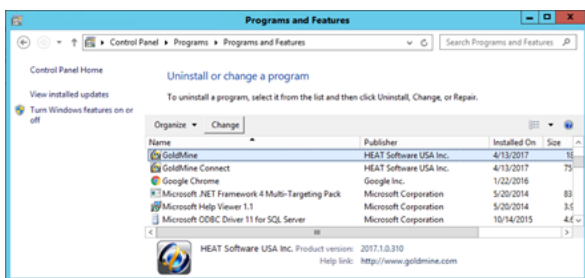 Programs and Features
Control Panel ▸ Programs ▸ Programs and Features
Search Programs and Features
Control Panel Home
View installed updates
Turn Windows features on or off
Uninstall or change a program
To uninstall a program, select it from the list and then click Uninstall, Change, or Repair.
Organize Change
Name Publisher Installed On Size
GoldMine HEAT Software USA Inc. 4/13/2017
GoldMine Connect HEAT Software USA Inc. 4/13/2017 75
Google Chrome Google Inc. 1/22/2016
Microsoft .NET Framework 4 Multi-Targeting Pack Microsoft Corporation 5/20/2014 83
Microsoft Help Viewer 1.1 Microsoft Corporation 5/20/2014 3.9
Microsoft ODBC Driver 11 for SQL Server Microsoft Corporation 10/14/2015 4.6
HEAT Software USA Inc. Product version: 2017.1.0.310
Help link: http://www.goldmine.com